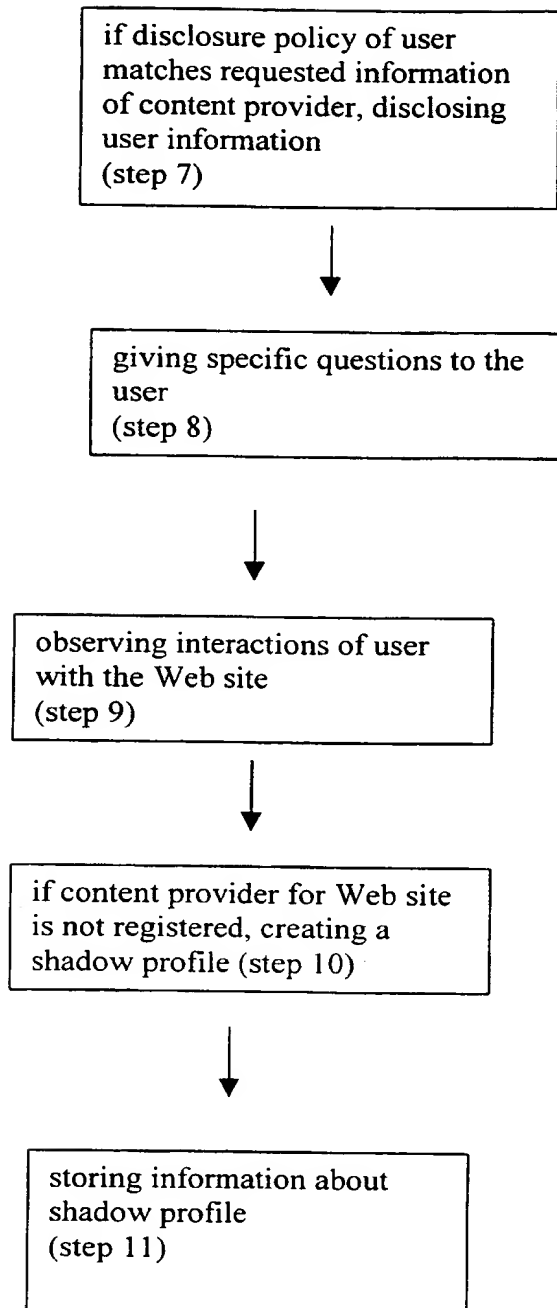 if disclosure policy of user
matches requested information
of content provider, disclosing
user information
(step 7)
giving specific questions to the
user
(step 8)
observing interactions of user
with the Web site
(step 9)
if content provider for Web site
is not registered, creating a
shadow profile (step 10)
storing information about
shadow profile
(step 11)